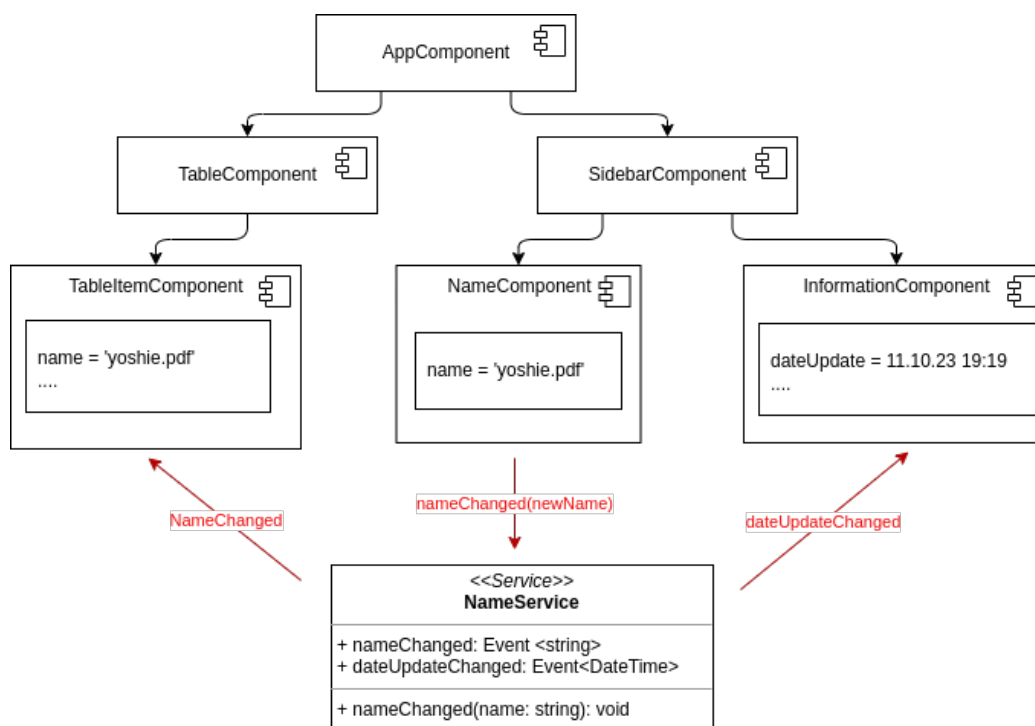 AppComponent
TableComponent
SidebarComponent
TableItemComponent
name = 'yoshie.pdf'
....
NameComponent
name = 'yoshie.pdf'
InformationComponent
dateUpdate = 11.10.23 19:19
....
NameChanged
nameChanged(newName)
dateUpdateChanged
<<Service>>
NameService
+ nameChanged: Event <string>
+ dateUpdateChanged: Event<DateTime>
+ nameChanged(name: string): void